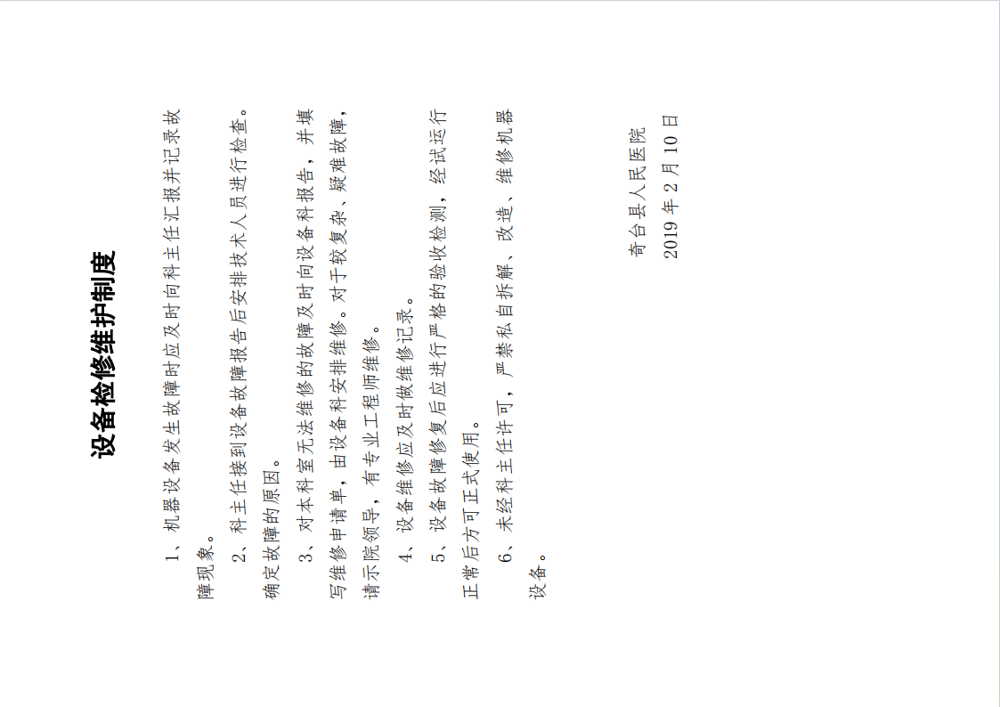 设备检修维护制度
1、机器设备发生故障时应及时向科主任汇报并记录故
障现象。
2、科主任接到设备故障报告后安排技术人员进行检查。
确定故障的原因。
3、对本科室无法维修的故障及时向设备科报告，并填
写维修申请单，由设备科安排维修。对于较复杂、疑难故障，
请示院领导，有专业工程师维修。
4、设备维修应及时做维修记录。
5、设备故障修复后应进行严格的验收检测，经试运行
正常后方可正式使用。
6、未经科主任许可，严禁私自拆解、改造、维修机器
设备。
奇台县人民医院
2019 年 2 月 10 日